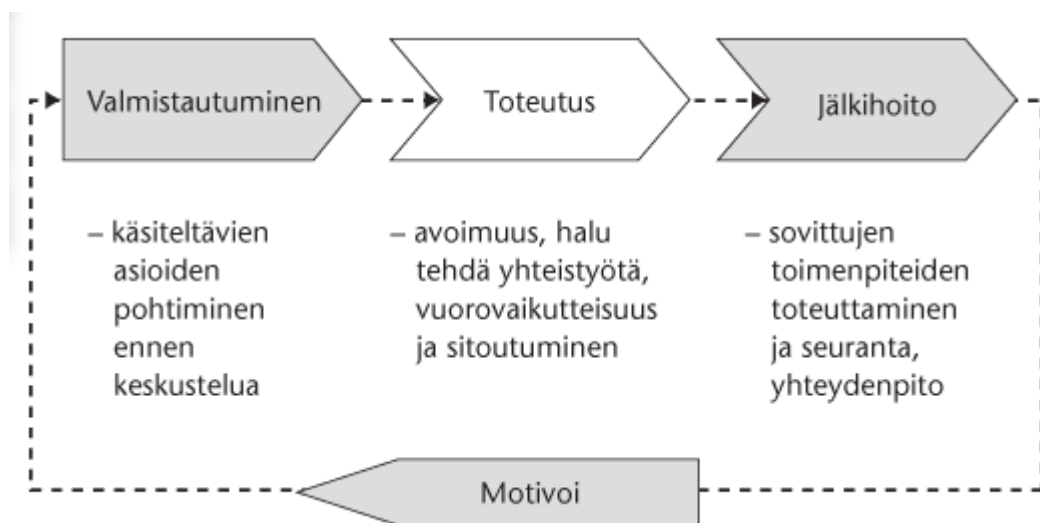 Valmistautuminen
Toteutus
Jälkihoito
– käsiteltävien
asioiden
pohtiminen
ennen
keskustelua
– avoimuus, halu
tehdä yhteistyötä,
vuorovaikutteisuus
ja sitoutuminen
– sovittujen
toimenpiteiden
toteuttaminen
ja seuranta,
yhteydenpito
Motivoi